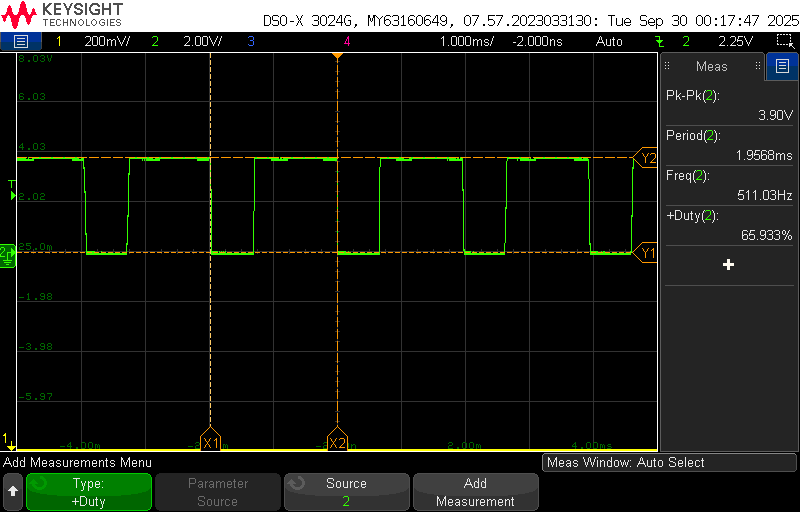 KEYSIGHT
TECHNOLOGIES
DSO-X 3024G, MY63160649, 07.57.2023033130: Tue Sep 30 00:17:47 2025
1 200mV/ 2 2.00V/ 3 4 1.000ms/ -2.000ns Auto 2 2.25V
8.03V
6.03
4.03
2.02
25.0m
-1.98
-3.98
-5.97
T
2
1
Y2
Y1
-4.00m
2.00m 4.00ms
X1 X2
Meas
Pk-Pk(2):
3.90V
Period(2):
1.9568ms
Freq(2):
511.03Hz
+Duty(2):
65.933%
Add Measurements Menu
Meas Window: Auto Select
Type:
+Duty
Parameter
Source
Source
2
Add
Measurement